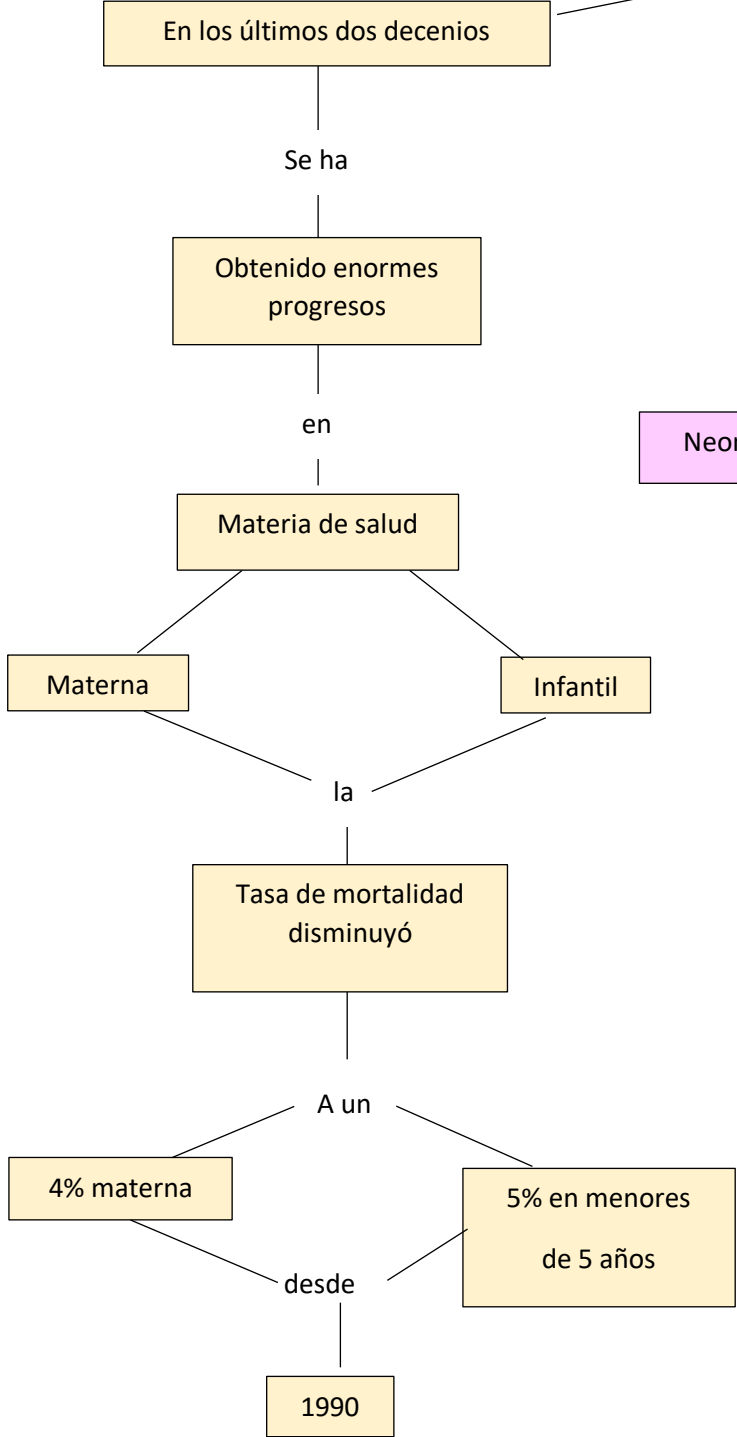 En los últimos dos decenios
Se ha
Obtenido enormes
progresos
en
Materia de salud
Materna
Infantil
la
Tasa de mortalidad
disminuyó
A un
4% materna
5% en menores
de 5 años
desde
1990